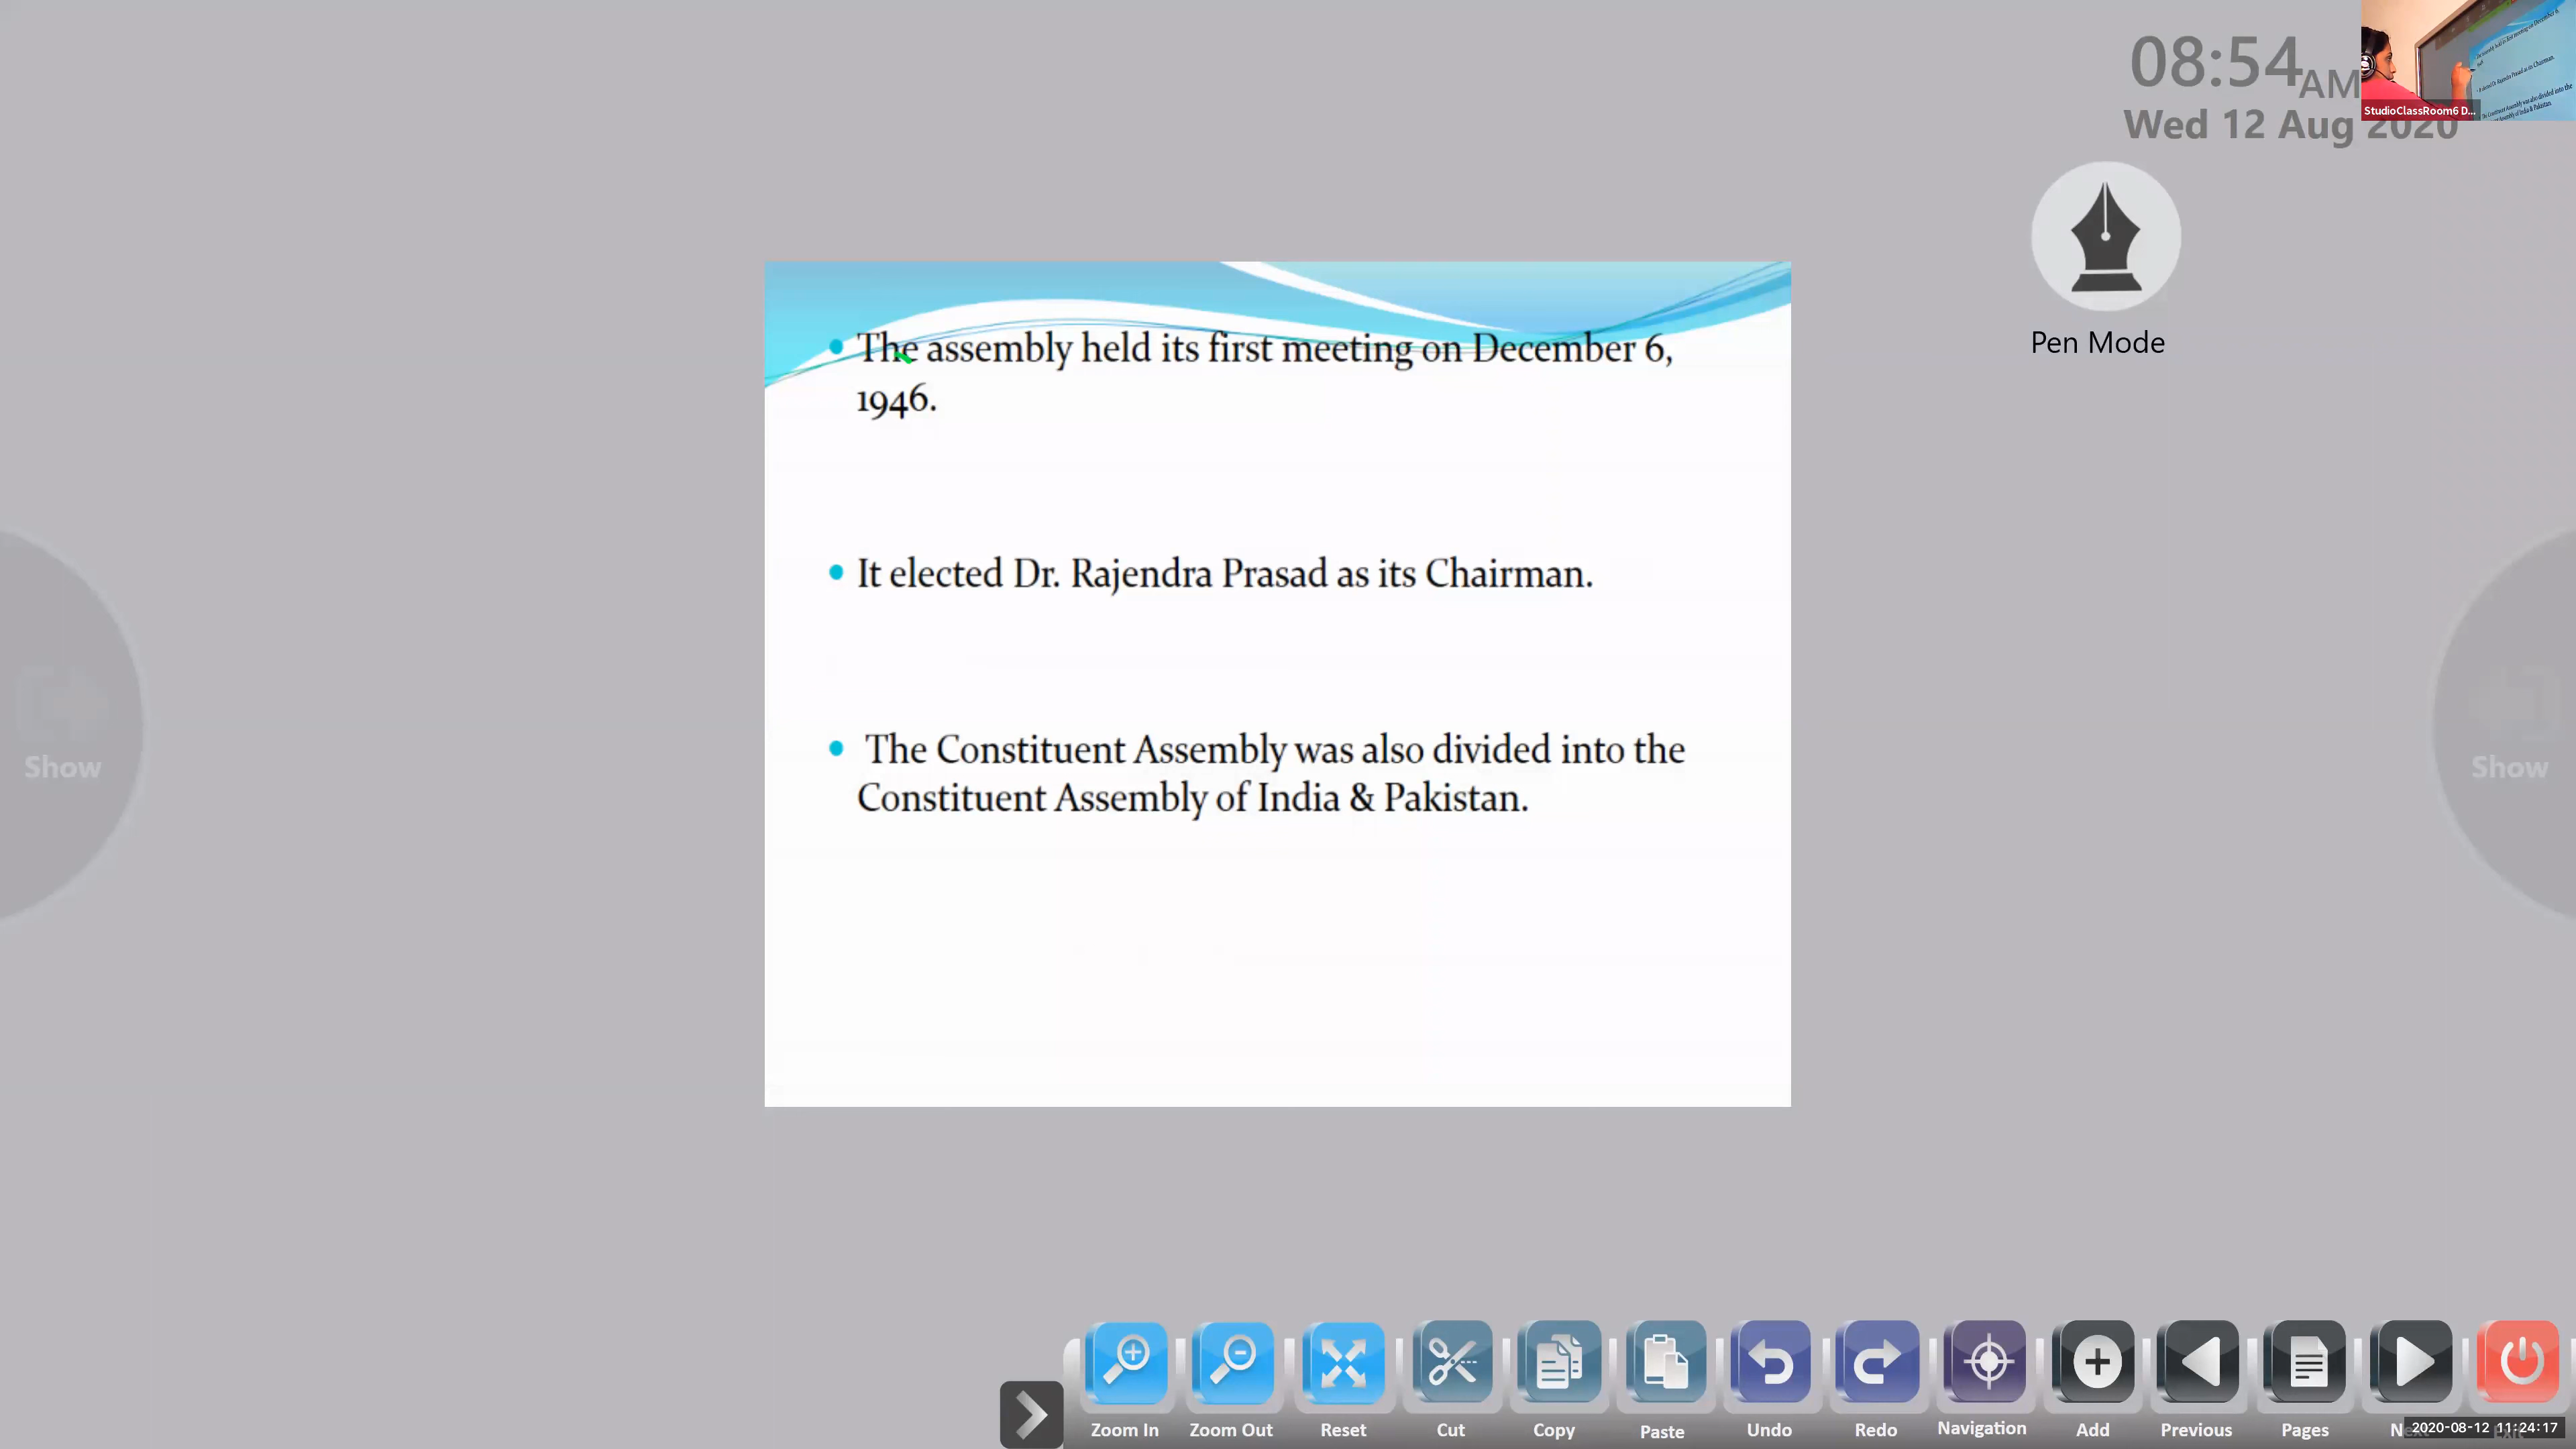 08:54 AM
Wed 12 Aug 2020
StudioClassRoom6 D...
Pen Mode
• The assembly held its first meeting on December 6,
1946.
• It elected Dr. Rajendra Prasad as its Chairman.
• The Constituent Assembly was also divided into the
Constituent Assembly of India & Pakistan.
Show
Show
Zoom In Zoom Out Reset Cut Copy Paste Undo Redo Navigation Add Previous Pages
2020-08-12 11:24:17